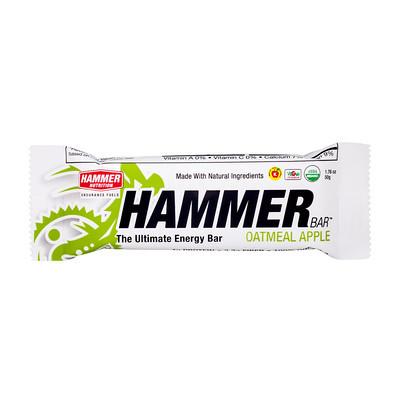 Vitamin A 0% • Vitamin C 0% • Calcium
Made With Natural Ingredients
HAMMER
NUTRITION
ENDURANCE FUELS
1.76 oz
50g
HAMMER
BAR™
The Ultimate Energy Bar
OATMEAL APPLE